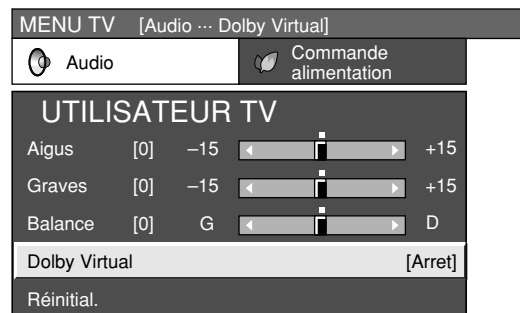 MENU TV [Audio ··· Dolby Virtual]
Audio
Commande
alimentation
UTILISATEUR TV
Aigus [0] –15 +15
Graves [0] –15 +15
Balance [0] G D
Dolby Virtual [Arret]
Réinitial.